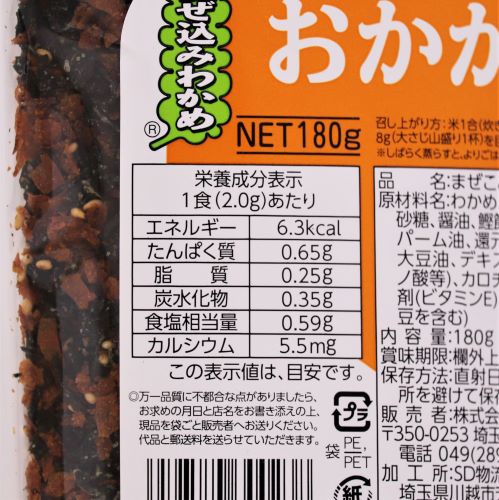 ぜ込みわかめ
®
おかか
NET180g
召し上がり方:米1合(炊き
8g(大さじ山盛り1杯)を
※しばらく蒸らすと、よりごは
栄養成分表示
1食(2.0g)あたり
エネルギー 6.3kcal
たんぱく質 0.65g
脂質 0.25g
炭水化物 0.35g
食塩相当量 0.59g
カルシウム 5.5mg
この表示値は、目安です。
◎万一品質に不都合な点がありましたら、
お求めの月日と店名をお書き添えの上、
現品を袋ごと販売者へお送りください。
代品と郵送料を送らせていただきます。
プラ
袋 PE・PET
紙
品名:まぜこ
原材料名:わかめ
砂糖、醤油、鰹
パーム油、還元
大豆油、デキス
ノ酸等)、カロチ
剤(ビタミンE)
豆を含む)
内容量:180g
賞味期限:欄外上
保存方法:直射日
所を避けて保
販売者:株式会
〒350-0253 埼玉
電話 049(289
加工所:SD物流
埼玉県川越市